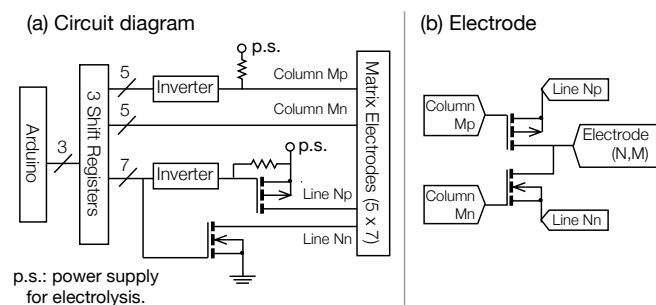 (a) Circuit diagram
p.s.
5
Inverter
Column Mp
5
Column Mn
3
Arduino
3 Shift Registers
7
Inverter
p.s.
Line Np
Line Nn
Matrix Electrodes (5 x 7)
p.s.: power supply
for electrolysis.
(b) Electrode
Line Np
Column
Mp
Electrode
(N,M)
Column
Mn
Line Nn